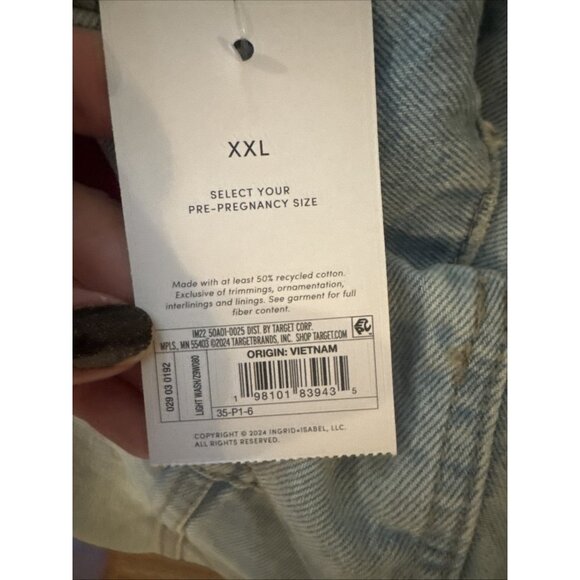 XXL
SELECT YOUR
PRE-PREGNANCY SIZE
Made with at least 50% recycled cotton.
Exclusive of trimmings, ornamentation,
interlinings and linings. See garment for full
fiber content.
IM22 50A01-0025 DIST. BY TARGET CORP.
MPLS, MN 55403 ©2024 TARGETBRANDS, INC. SHOP TARGET.COM
029 03 0192
LIGHT WASH/Z9W080
ORIGIN: VIETNAM
1 98101 83943 5
35-P1-6
COPYRIGHT © 2024 INGRID+ISABEL, LLC.
ALL RIGHTS RESERVED.